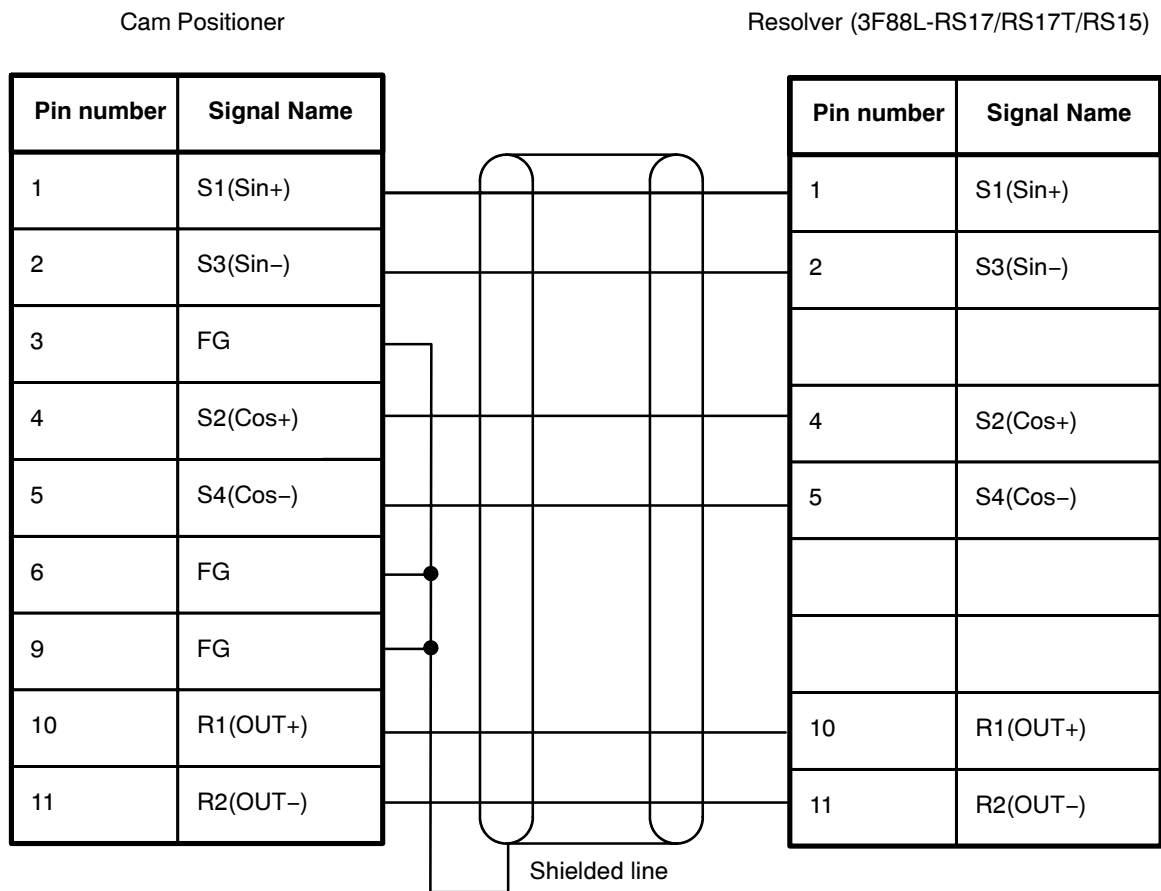 Cam Positioner
Resolver (3F88L-RS17/RS17T/RS15)
Pin number Signal Name
1 S1(Sin+)
2 S3(Sin−)
3 FG
4 S2(Cos+)
5 S4(Cos−)
6 FG
9 FG
10 R1(OUT+)
11 R2(OUT−)
Pin number Signal Name
1 S1(Sin+)
2 S3(Sin−)
4 S2(Cos+)
5 S4(Cos−)
10 R1(OUT+)
11 R2(OUT−)
Shielded line